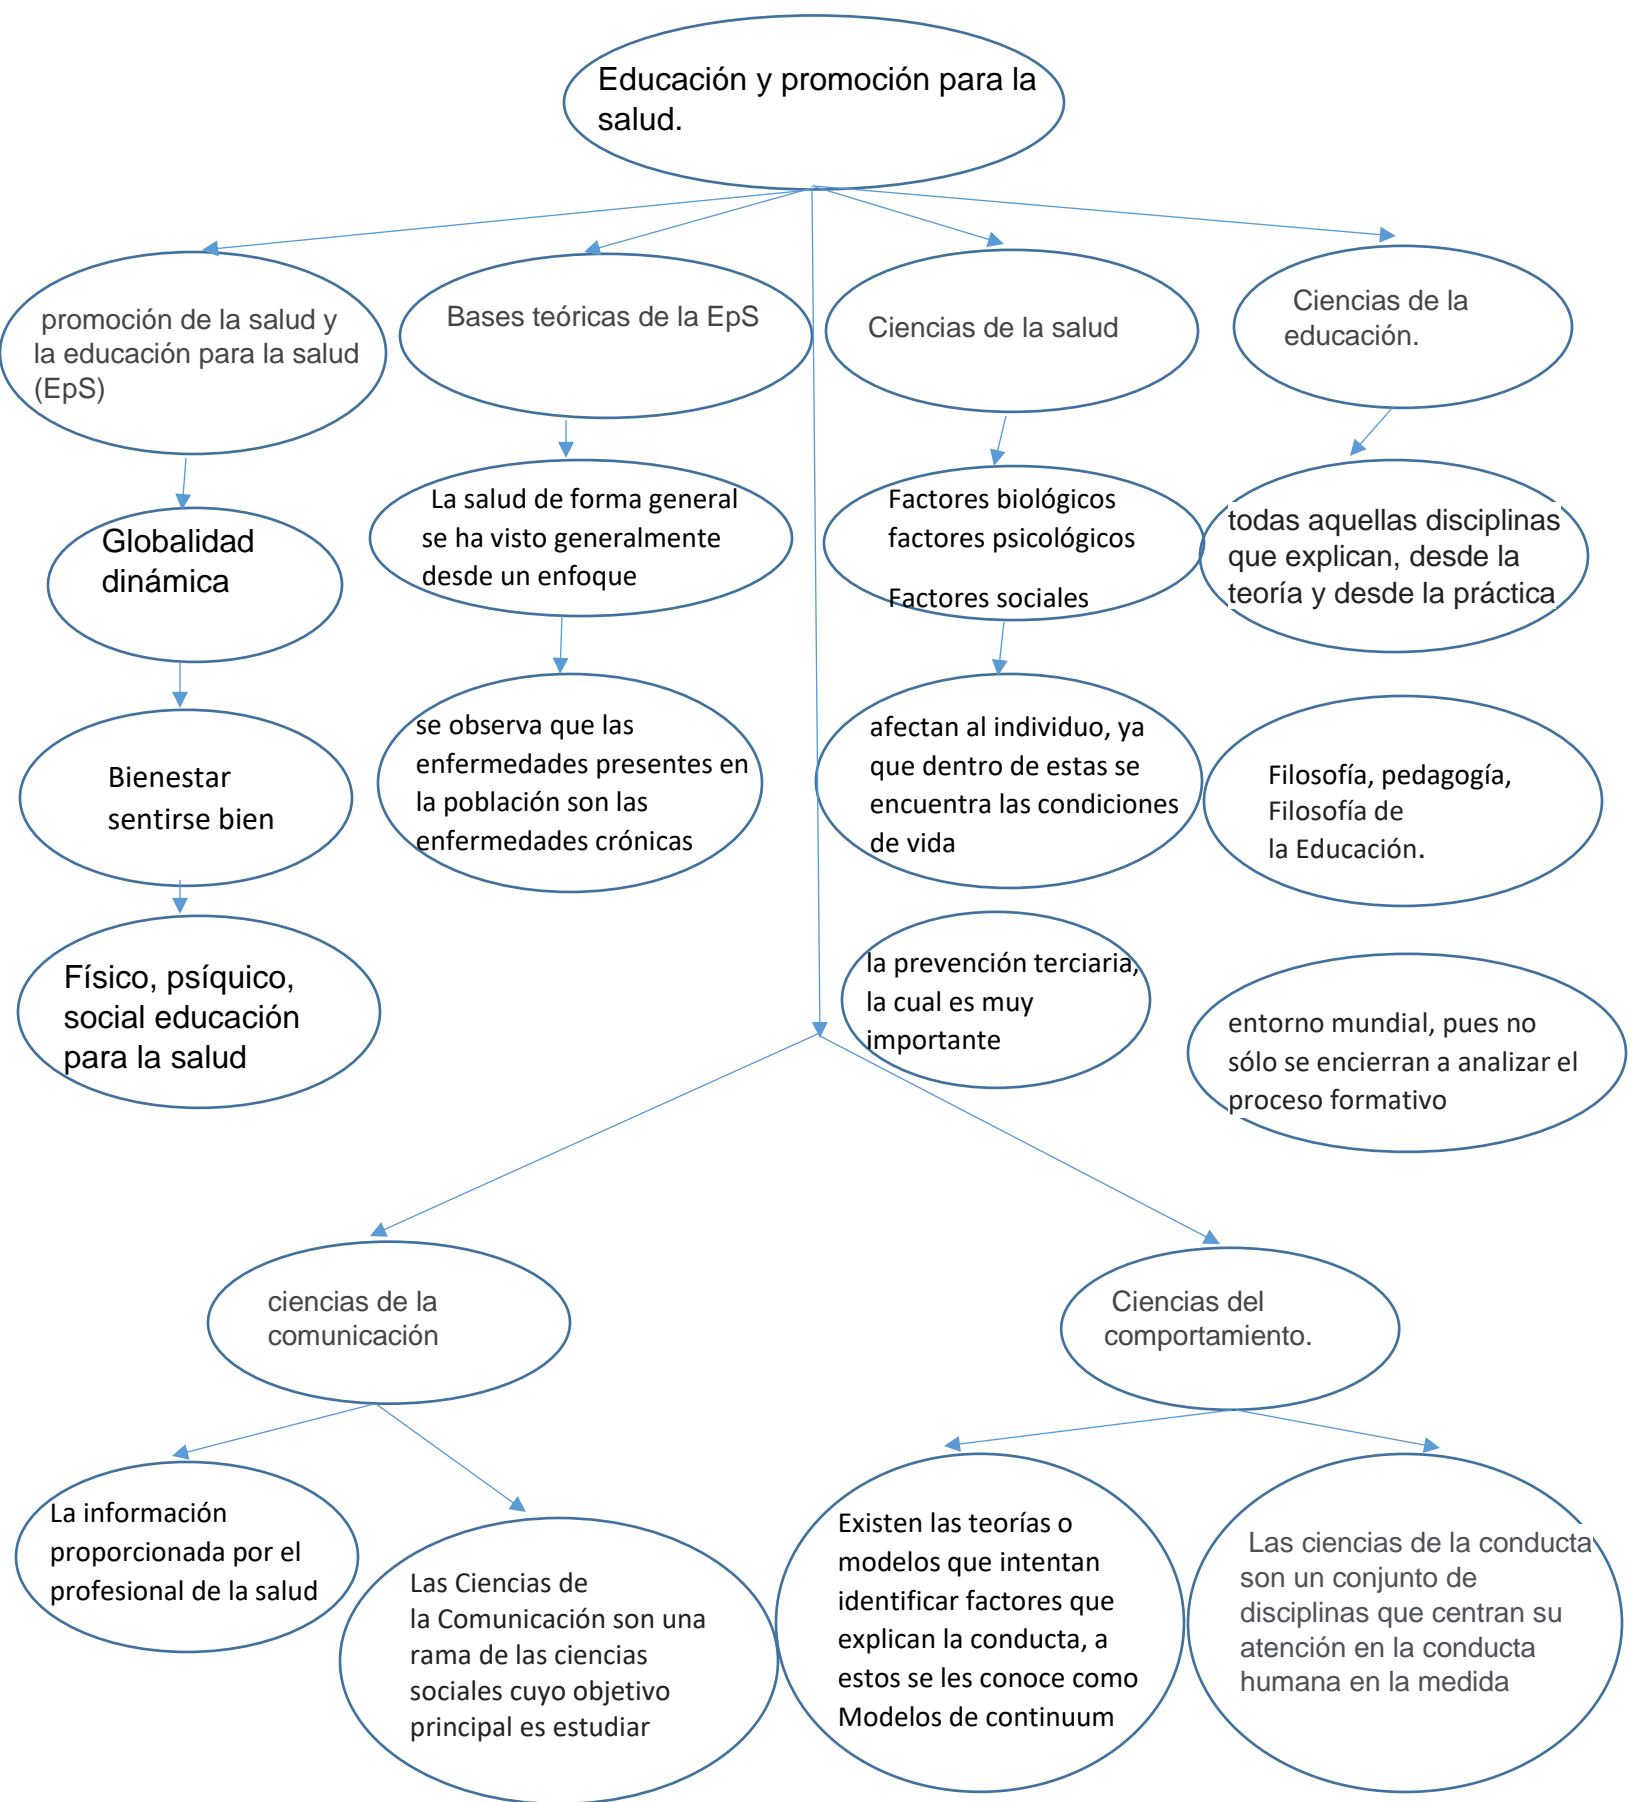 Educación y promoción para la
salud.
promoción de la salud y
la educación para la salud
(EpS)
Bases teóricas de la EpS
Ciencias de la salud
Ciencias de la
educación.
Globalidad
dinámica
La salud de forma general
se ha visto generalmente
desde un enfoque
Factores biológicos
factores psicológicos
Factores sociales
todas aquellas disciplinas
que explican, desde la
teoría y desde la práctica
Bienestar
sentirse bien
se observa que las
enfermedades presentes en
la población son las
enfermedades crónicas
afectan al individuo, ya
que dentro de estas se
encuentra las condiciones
de vida
Filosofía, pedagogía,
Filosofía de
la Educación.
Físico, psíquico,
social educación
para la salud
la prevención terciaria,
la cual es muy
importante
entorno mundial, pues no
sólo se encierran a analizar el
proceso formativo
ciencias de la
comunicación
Ciencias del
comportamiento.
La información
proporcionada por el
profesional de la salud
Las Ciencias de
la Comunicación son una
rama de las ciencias
sociales cuyo objetivo
principal es estudiar
Existen las teorías o
modelos que intentan
identificar factores que
explican la conducta, a
estos se les conoce como
Modelos de continuum
Las ciencias de la conducta
son un conjunto de
disciplinas que centran su
atención en la conducta
humana en la medida